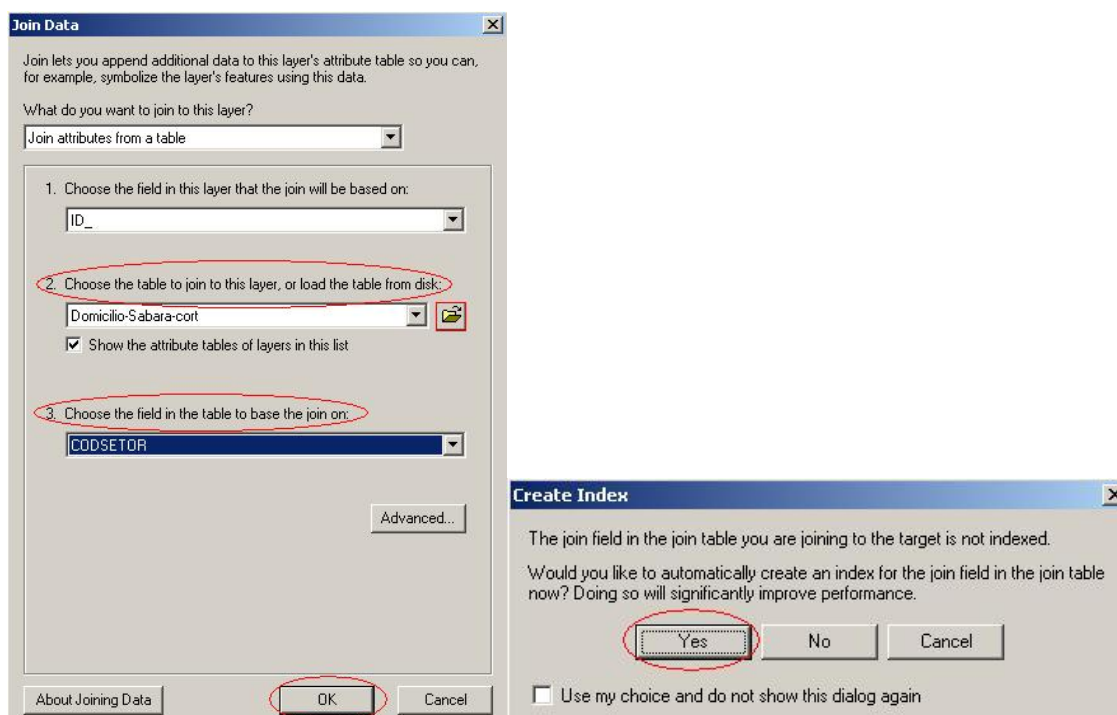 Join Data
Join lets you append additional data to this layer's attribute table so you can,
for example, symbolize the layer's features using this data.
What do you want to join to this layer?
Join attributes from a table
1. Choose the field in this layer that the join will be based on:
ID_
2. Choose the table to join to this layer, or load the table from disk:
Domicilio-Sabara-cort
Show the attribute tables of layers in this list
3. Choose the field in the table to base the join on:
CODSETOR
Advanced...
About Joining Data
OK
Cancel
Create Index
The join field in the join table you are joining to the target is not indexed.
Would you like to automatically create an index for the join field in the join table
now? Doing so will significantly improve performance.
Yes
No
Cancel
Use my choice and do not show this dialog again